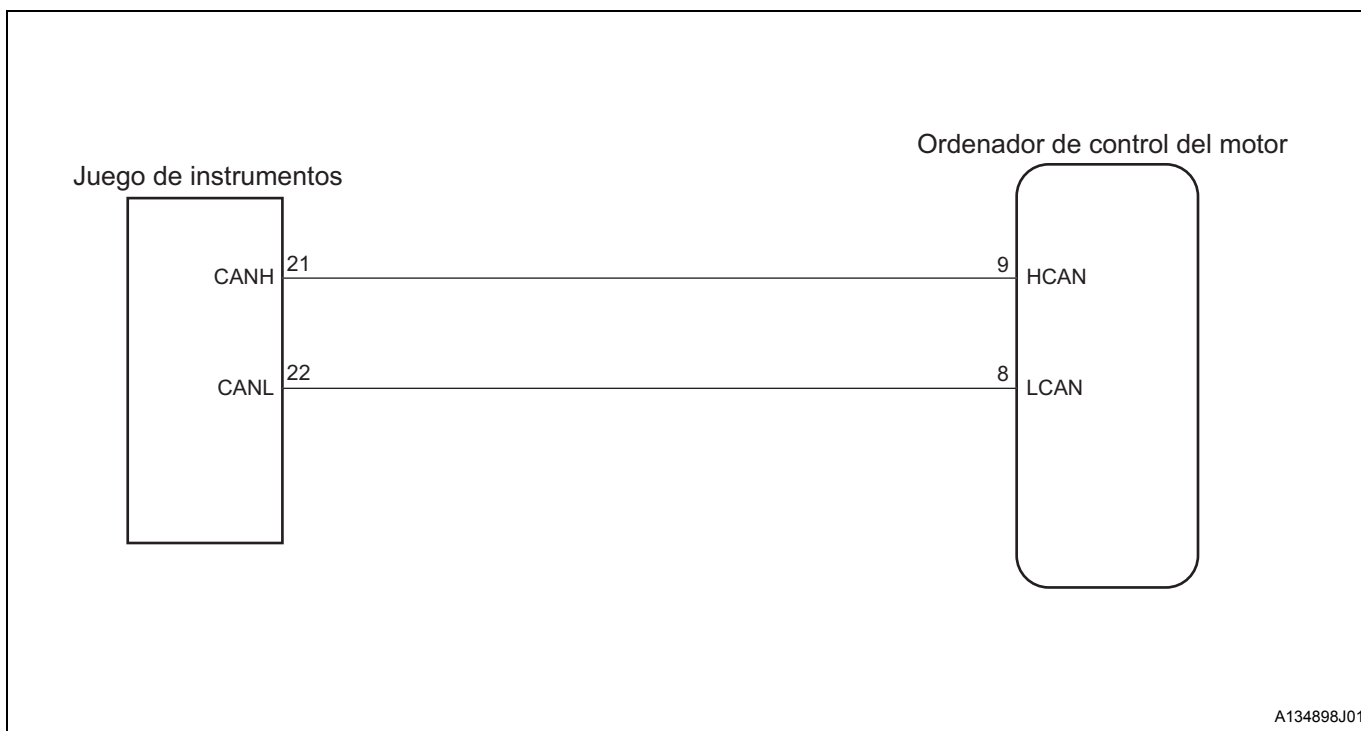 Ordenador de control del motor
Juego de instrumentos
CANH 21 9 HCAN
CANL 22 8 LCAN
A134898J01